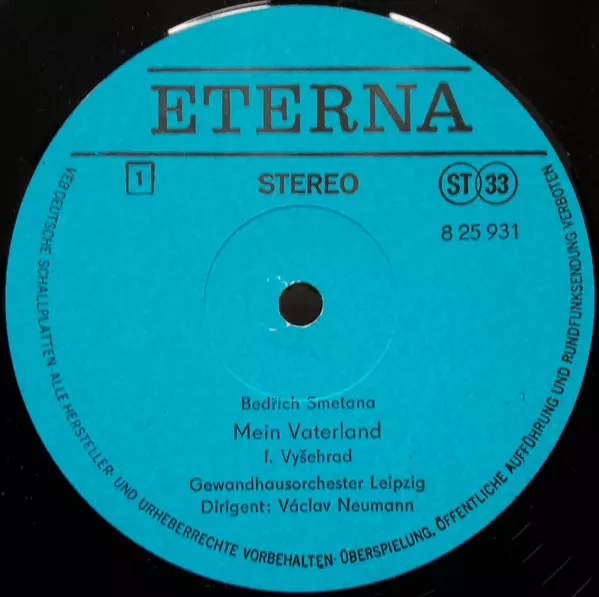 ETERNA
1
STEREO
ST 33
8 25 931
Bedřich Smetana
Mein Vaterland
1. Vyšehrad
Gewandhausorchester Leipzig
Dirigent: Václav Neumann
VEB DEUTSCHE SCHALLPLATTEN · ALLE HERSTELLER- UND URHEBERRECHTE VORBEHALTEN · ÜBERSPIELUNG, ÖFFENTLICHE AUFFÜHRUNG UND RUNDFUNKSENDUNG VERBOTEN